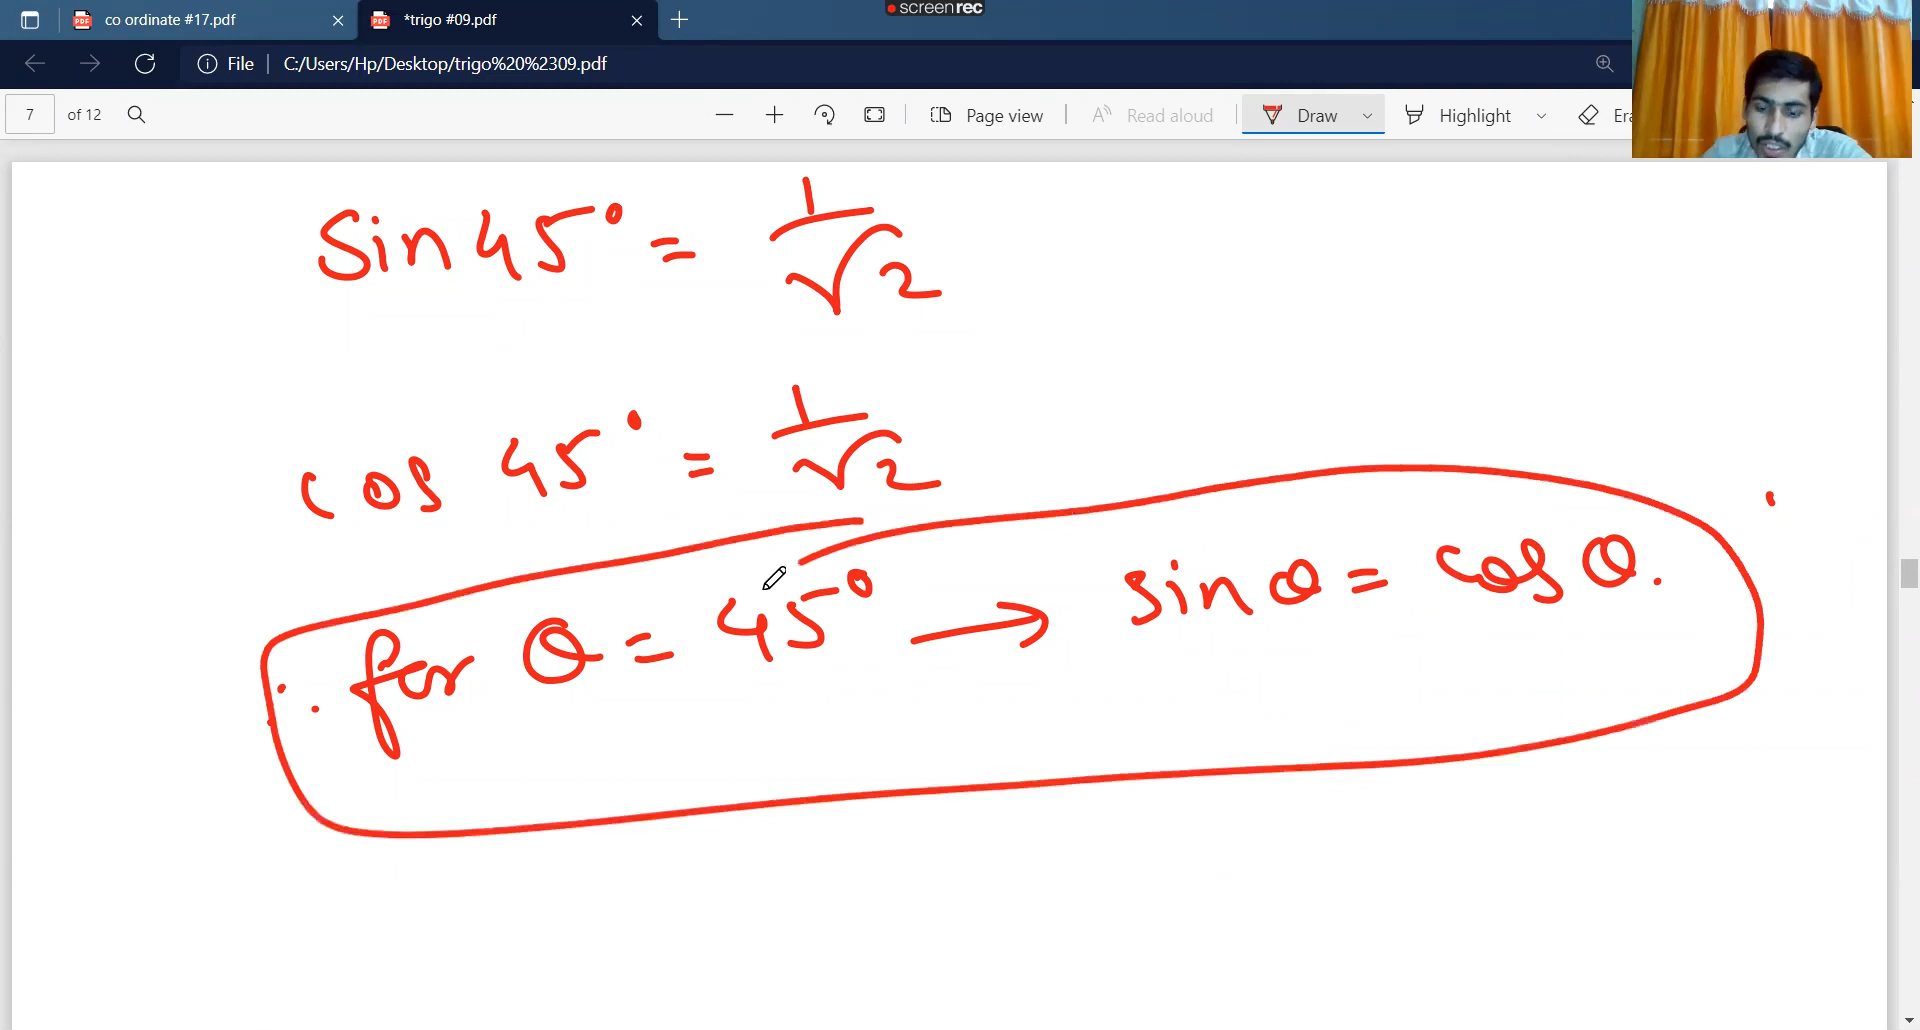 co ordinate #17.pdf
*trigo #09.pdf
screenrec
File
C:/Users/Hp/Desktop/trigo%20%2309.pdf
7 of 12
Page view
Read aloud
Draw
Highlight
Sin 45° = 1/√2
cos 45° = 1/√2
for θ = 45° → sin θ = cos θ.